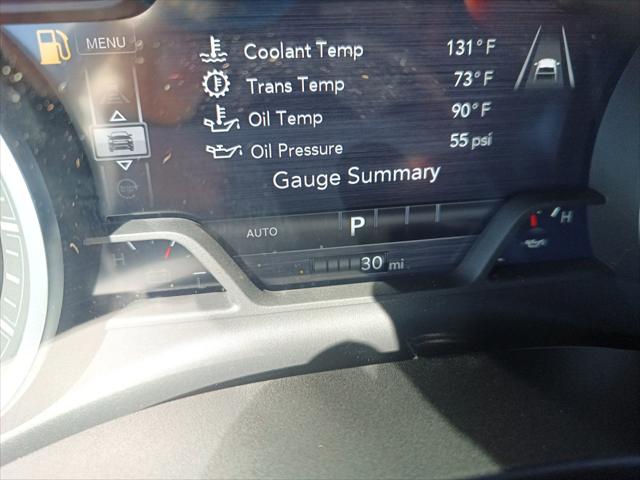 MENU
Coolant Temp 131°F
Trans Temp 73°F
Oil Temp 90°F
Oil Pressure 55 psi
Gauge Summary
AUTO P
H H
30 mi